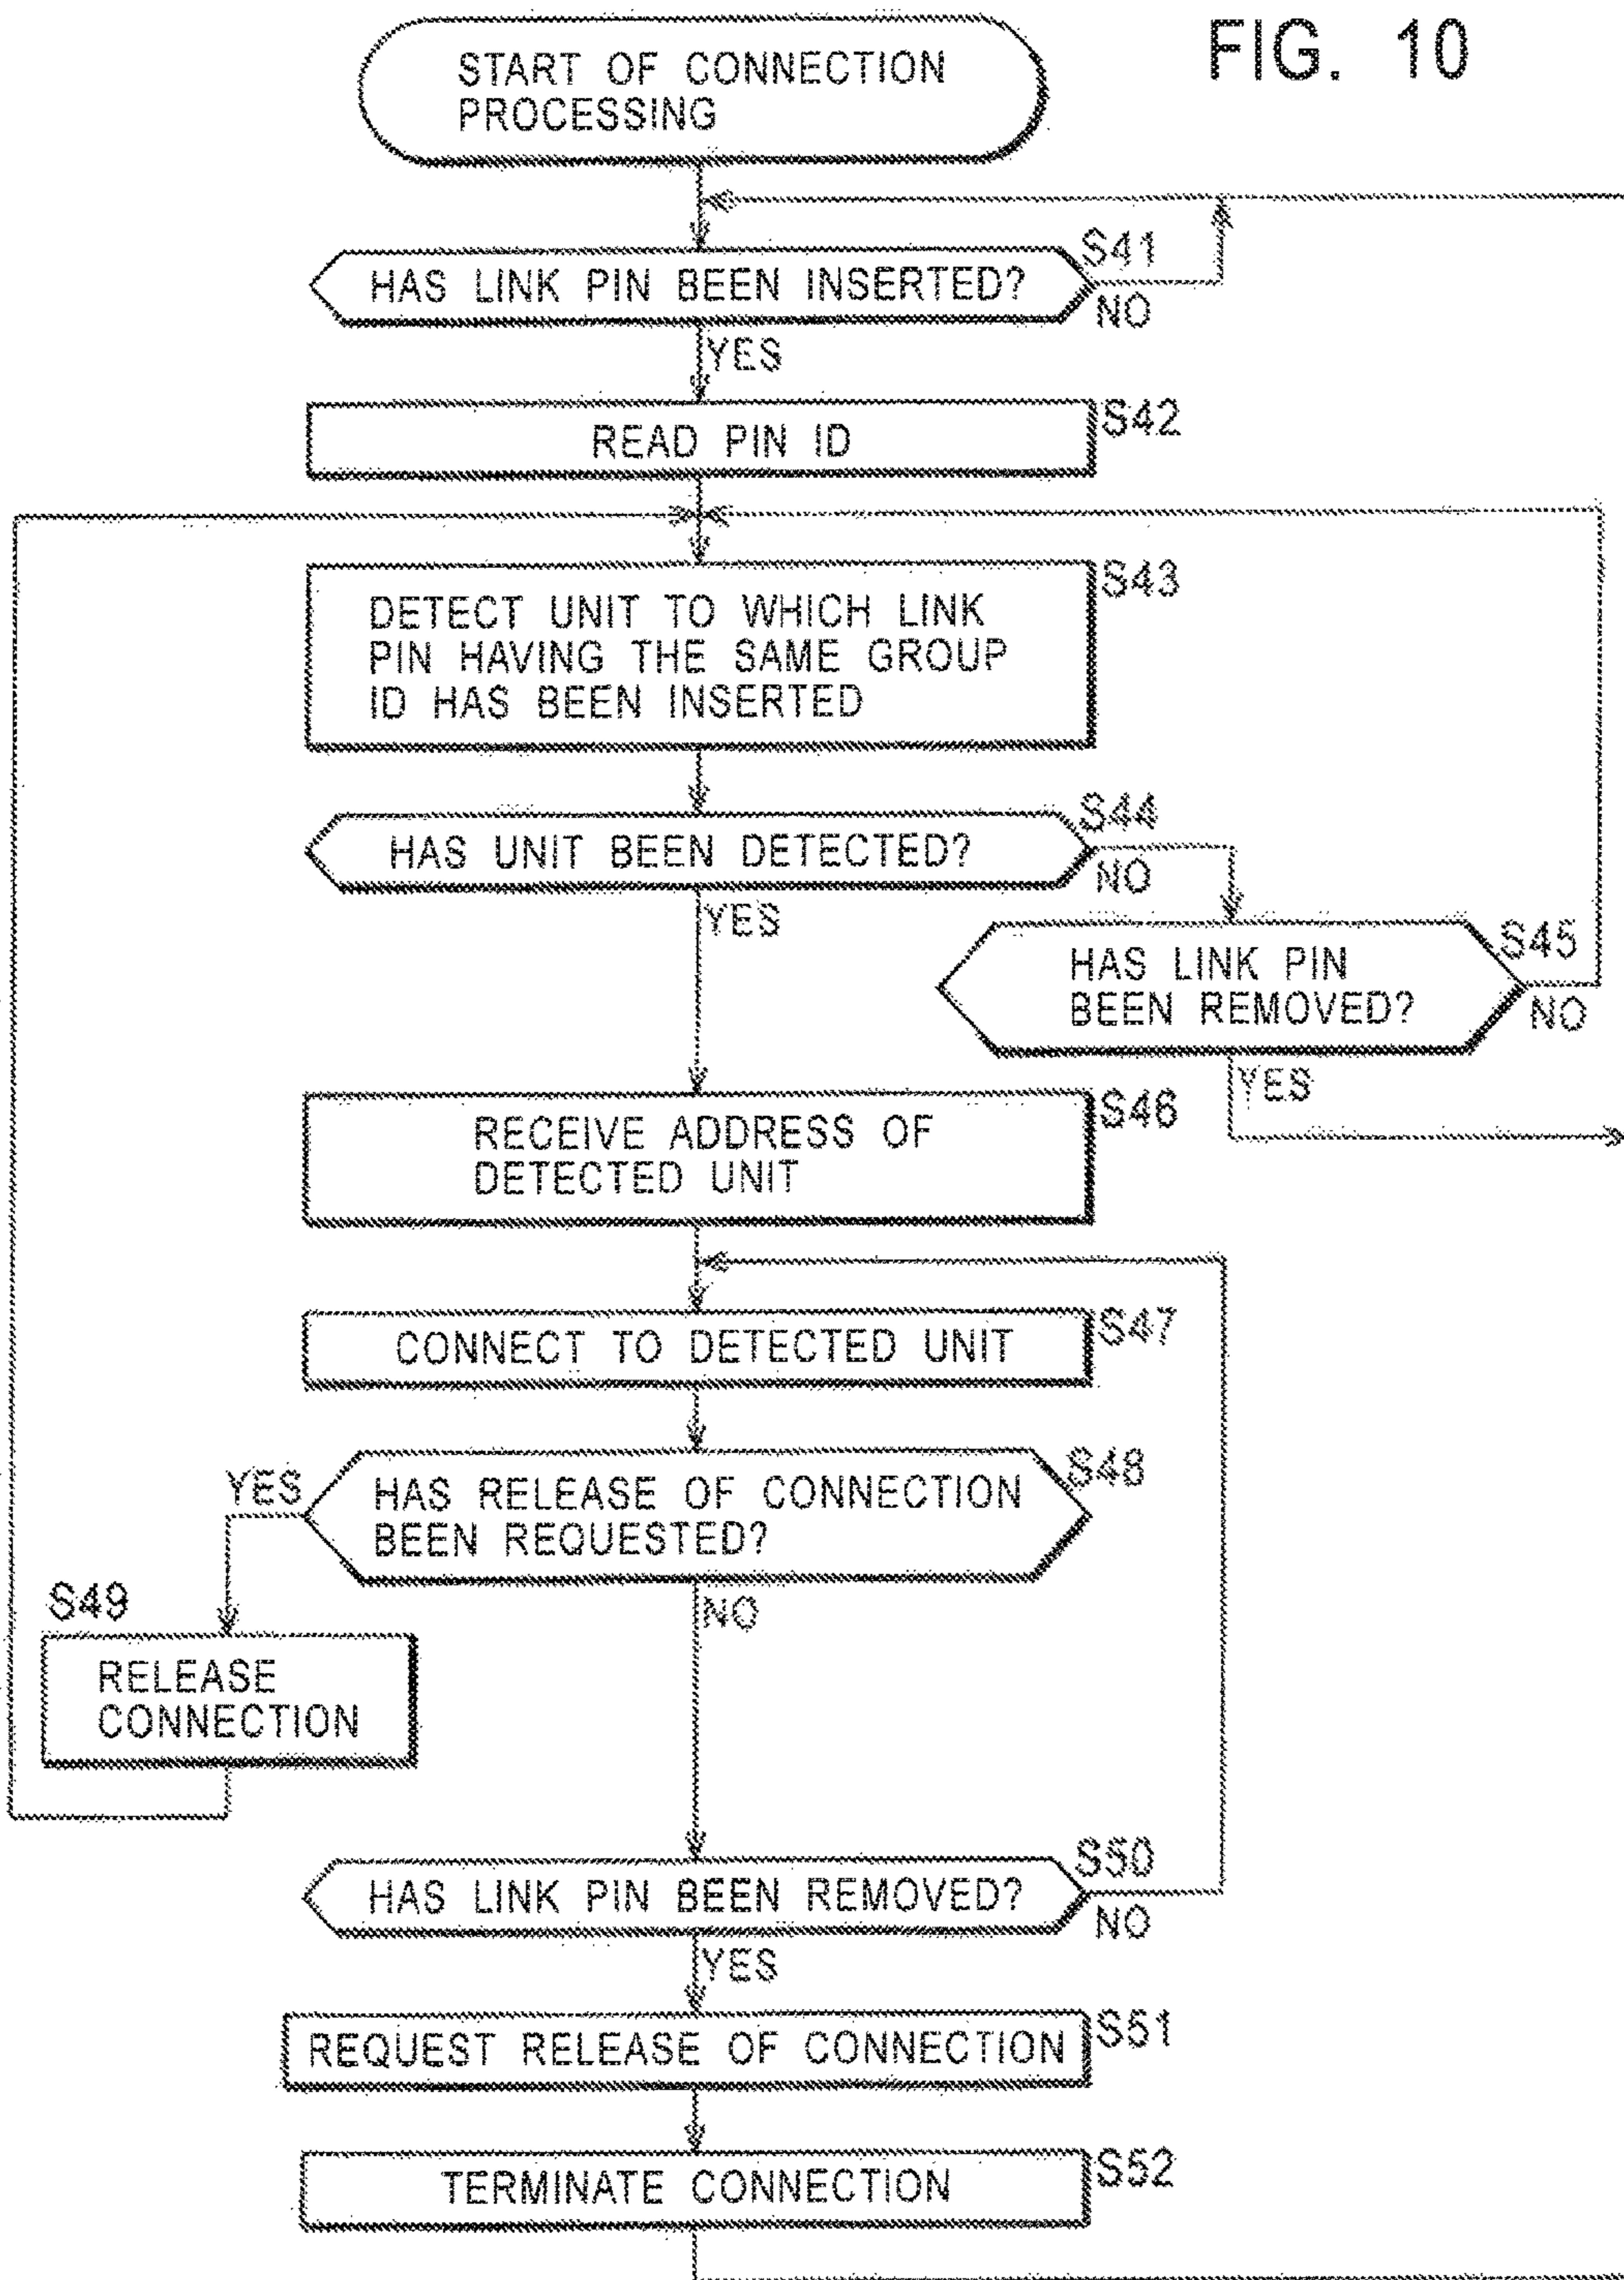 FIG. 10
START OF CONNECTION
PROCESSING
S41
HAS LINK PIN BEEN INSERTED?
NO
YES
S42
READ PIN ID
S43
DETECT UNIT TO WHICH LINK
PIN HAVING THE SAME GROUP
ID HAS BEEN INSERTED
S44
HAS UNIT BEEN DETECTED?
NO
YES
S45
HAS LINK PIN
BEEN REMOVED?
NO
YES
S46
RECEIVE ADDRESS OF
DETECTED UNIT
S47
CONNECT TO DETECTED UNIT
S48
YES
HAS RELEASE OF CONNECTION
BEEN REQUESTED?
NO
S49
RELEASE
CONNECTION
S50
HAS LINK PIN BEEN REMOVED?
NO
YES
S51
REQUEST RELEASE OF CONNECTION
S52
TERMINATE CONNECTION